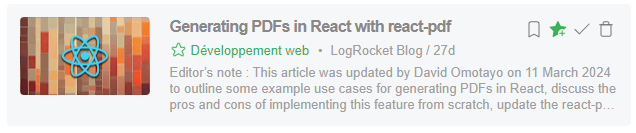 Generating PDFs in React with react-pdf
Développement web • LogRocket Blog / 27d
Editor's note : This article was updated by David Omotayo on 11 March 2024
to outline some example use cases for generating PDFs in React, discuss the
pros and cons of implementing this feature from scratch, update the react-p…